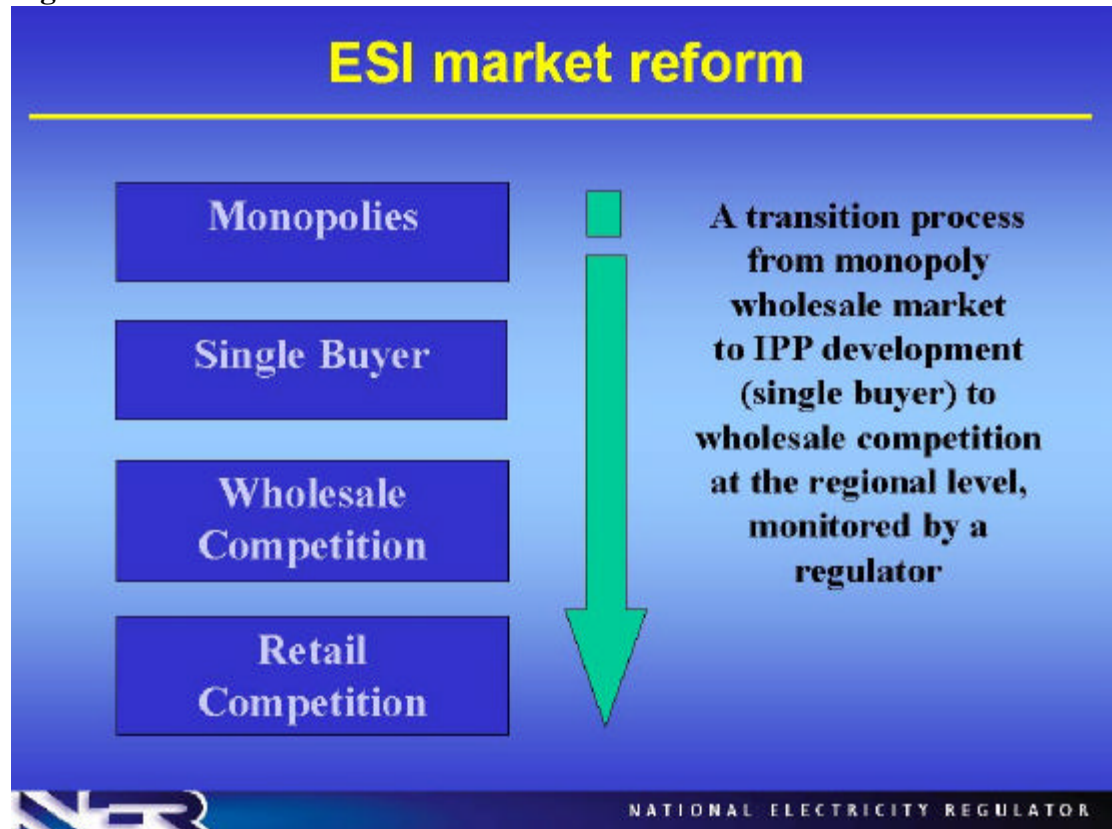 ESI market reform
Monopolies
Single Buyer
Wholesale
Competition
Retail
Competition
A transition process
from monopoly
wholesale market
to IPP development
(single buyer) to
wholesale competition
at the regional level,
monitored by a
regulator
NER
NATIONAL ELECTRICITY REGULATOR